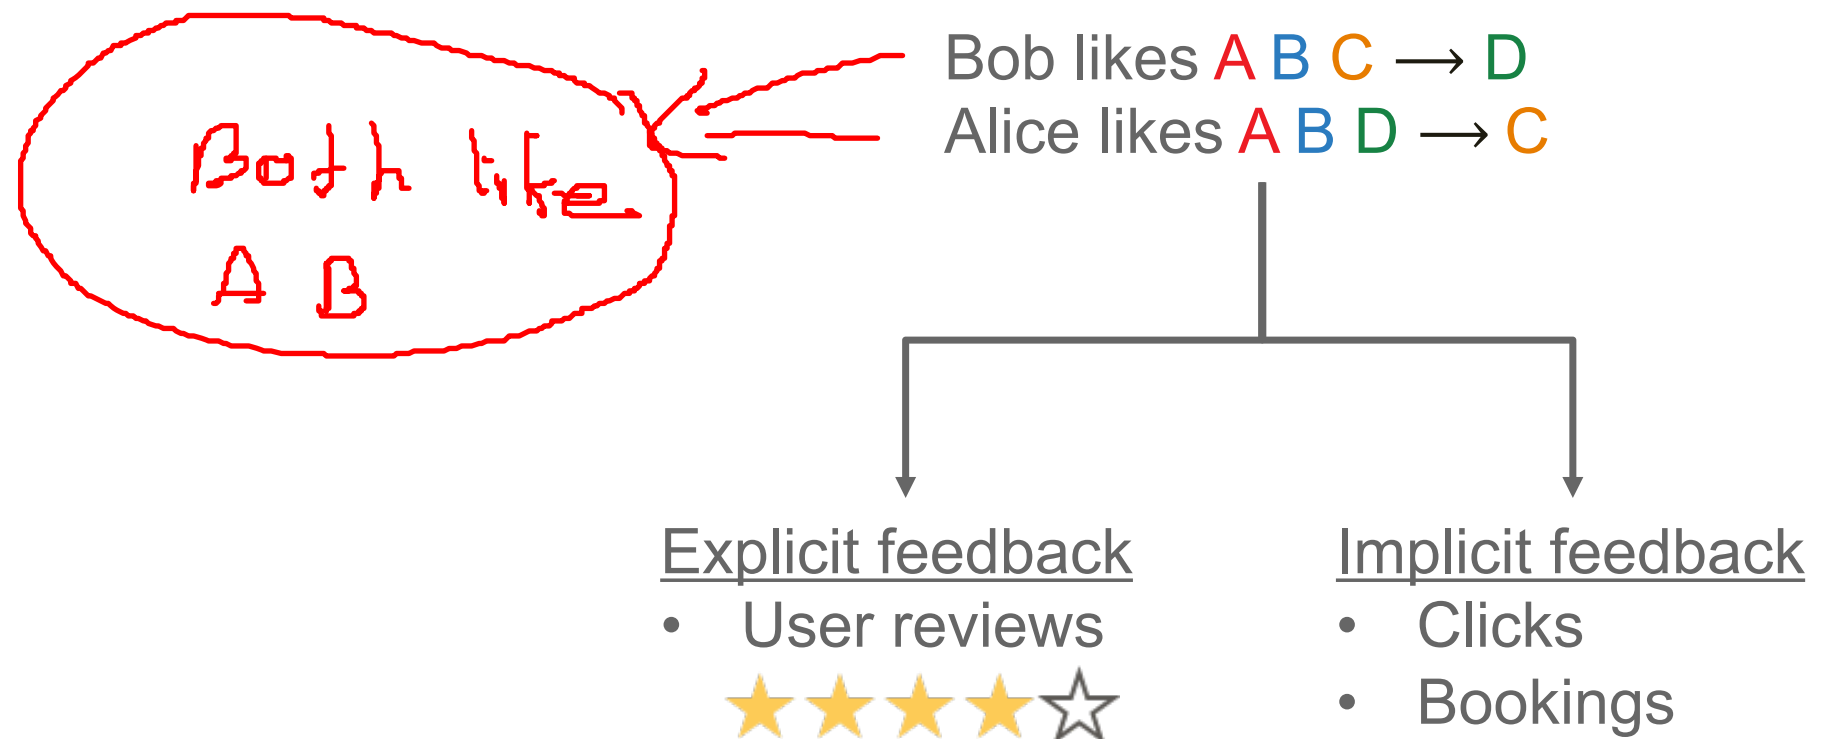 Bob likes A B C → D
Alice likes A B D → C
Both like
A B
Explicit feedback
• User reviews
Implicit feedback
• Clicks
• Bookings